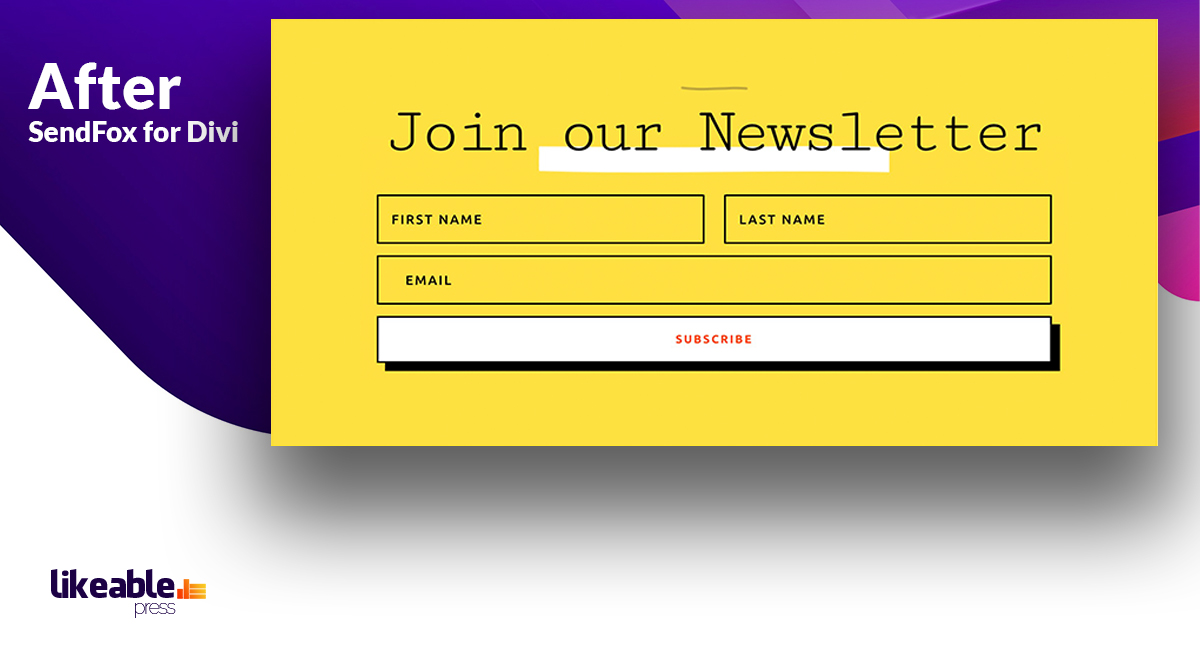 After
SendFox for Divi
Join our Newsletter
FIRST NAME
LAST NAME
EMAIL
SUBSCRIBE
likeable
press